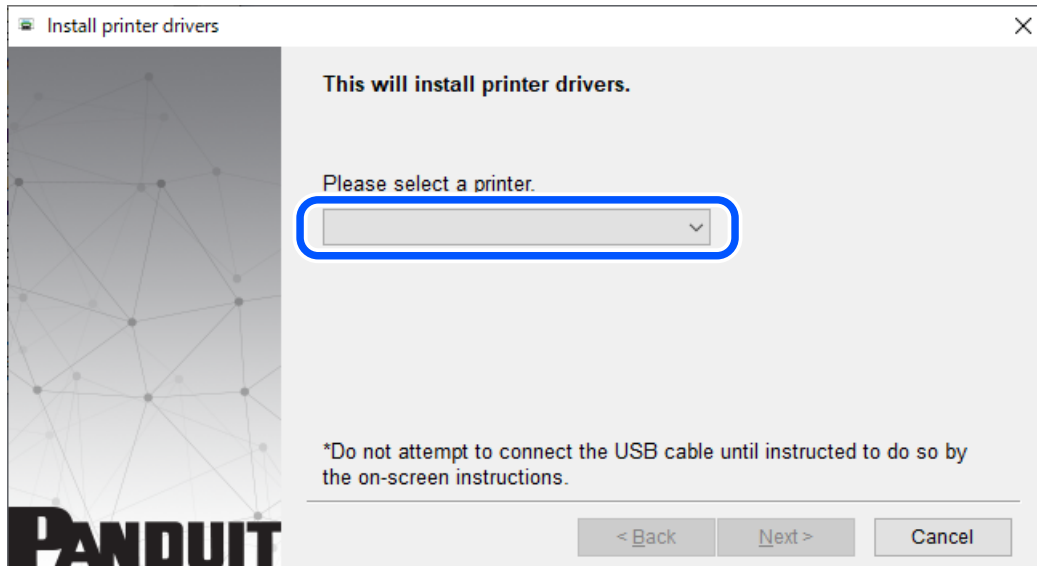 Install printer drivers
This will install printer drivers.
Please select a printer.
*Do not attempt to connect the USB cable until instructed to do so by
the on-screen instructions.
PANDUIT
< Back
Next >
Cancel